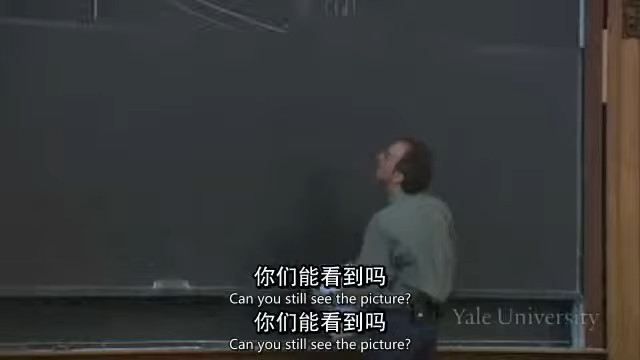 你们能看到吗
Can you still see the picture?
你们能看到吗
Can you still see the picture?
Yale University